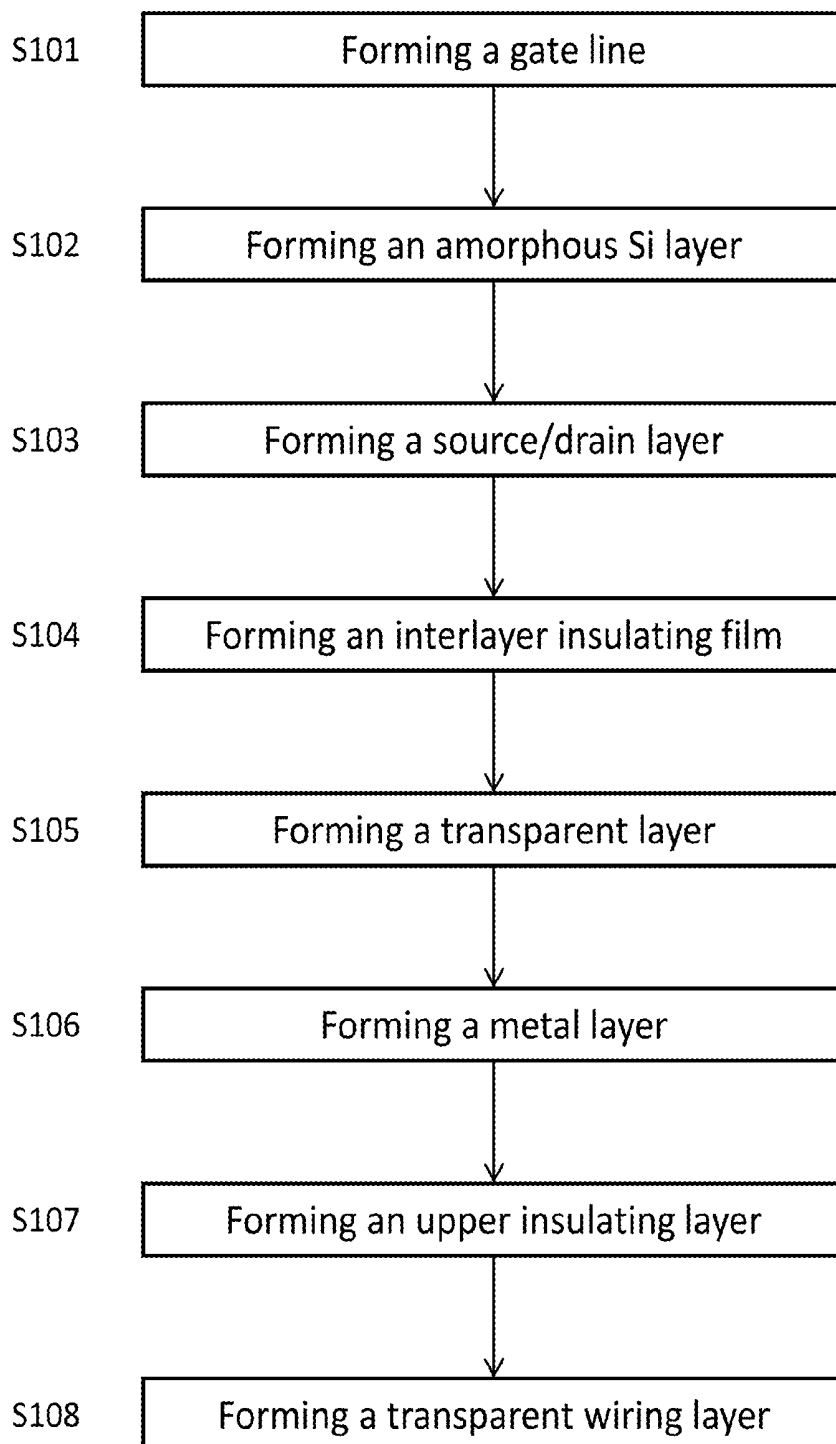 S101 Forming a gate line
S102 Forming an amorphous Si layer
S103 Forming a source/drain layer
S104 Forming an interlayer insulating film
S105 Forming a transparent layer
S106 Forming a metal layer
S107 Forming an upper insulating layer
S108 Forming a transparent wiring layer